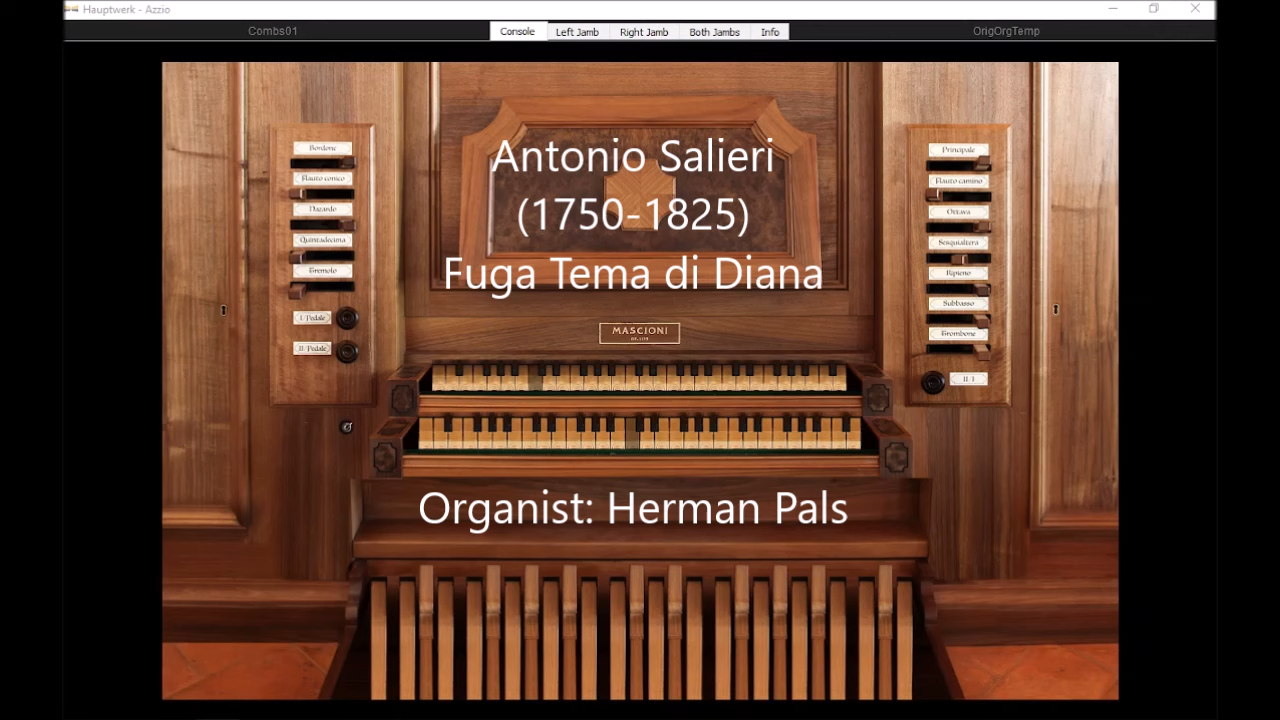 Hauptwerk - Azzio
Combs01
Console
Left Jamb
Right Jamb
Both Jambs
Info
OrigOrgTemp
Antonio Salieri
(1750-1825)
Fuga Tema di Diana
MASCIONI
Organist: Herman Pals
Bordone
Flauto conico
Nazardo
Quintadecima
Tremolo
I / Pedale
II / Pedale
Principale
Flauto camino
Ottava
Sesquialtera
Ripieno
Subbasso
Trombone
II / I